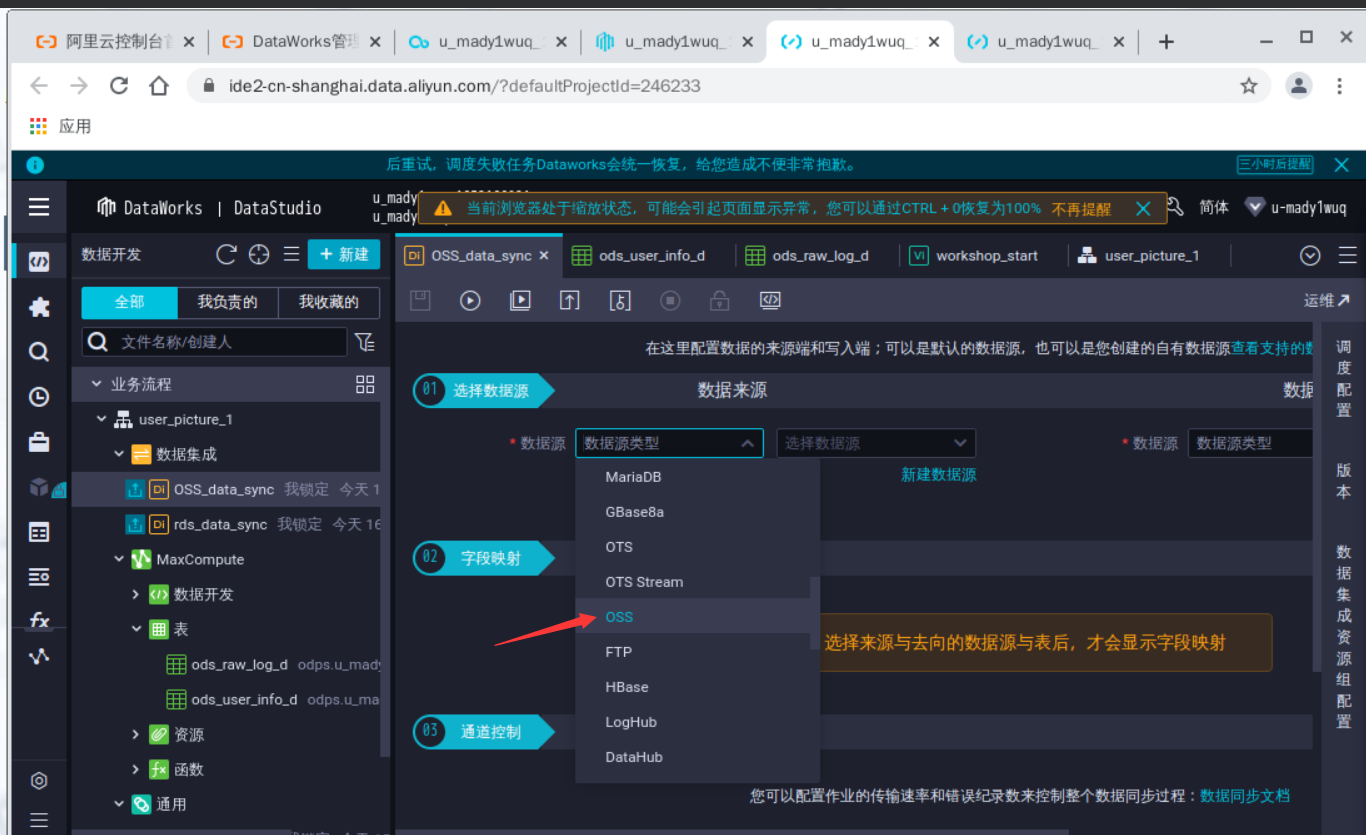 阿里云控制台
DataWorks管理
u_mady1wuq_
u_mady1wuq_
u_mady1wuq_
u_mady1wuq_
ide2-cn-shanghai.data.aliyun.com/?defaultProjectId=246233
应用
后重试，调度失败任务Dataworks会统一恢复，给您造成不便非常抱歉。
三小时后提醒
DataWorks | DataStudio
u_mady
u_mady
当前浏览器处于缩放状态，可能会引起页面显示异常，您可以通过CTRL + 0恢复为100% 不再提醒
简体
u-mady1wuq
数据开发
+ 新建
OSS_data_sync
ods_user_info_d
ods_raw_log_d
workshop_start
user_picture_1
全部
我负责的
我收藏的
运维
文件名称/创建人
在这里配置数据的来源端和写入端；可以是默认的数据源，也可以是您创建的自有数据源查看支持的数
业务流程
01 选择数据源
数据来源
数据
user_picture_1
* 数据源
数据源类型
选择数据源
* 数据源
数据源类型
数据集成
新建数据源
MariaDB
OSS_data_sync 我锁定 今天 1
GBase8a
rds_data_sync 我锁定 今天 16
OTS
MaxCompute
02 字段映射
OTS Stream
数据开发
OSS
表
选择来源与去向的数据源与表后，才会显示字段映射
FTP
ods_raw_log_d odps.u_mady
HBase
ods_user_info_d odps.u_ma
LogHub
资源
03 通道控制
DataHub
函数
您可以配置作业的传输速率和错误纪录数来控制整个数据同步过程：数据同步文档
通用
调度配置
版本
数据集成资源组配置